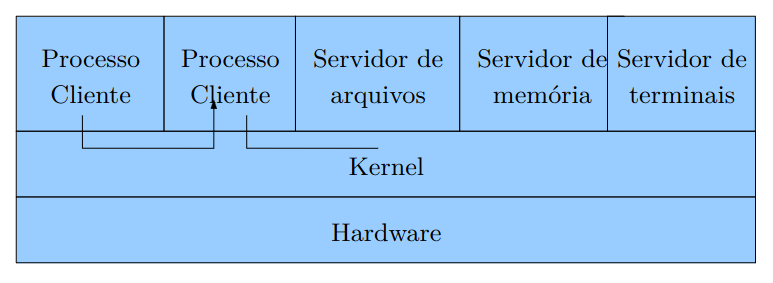 Processo
Cliente
Processo
Cliente
Servidor de
arquivos
Servidor de
memória
Servidor de
terminais
Kernel
Hardware